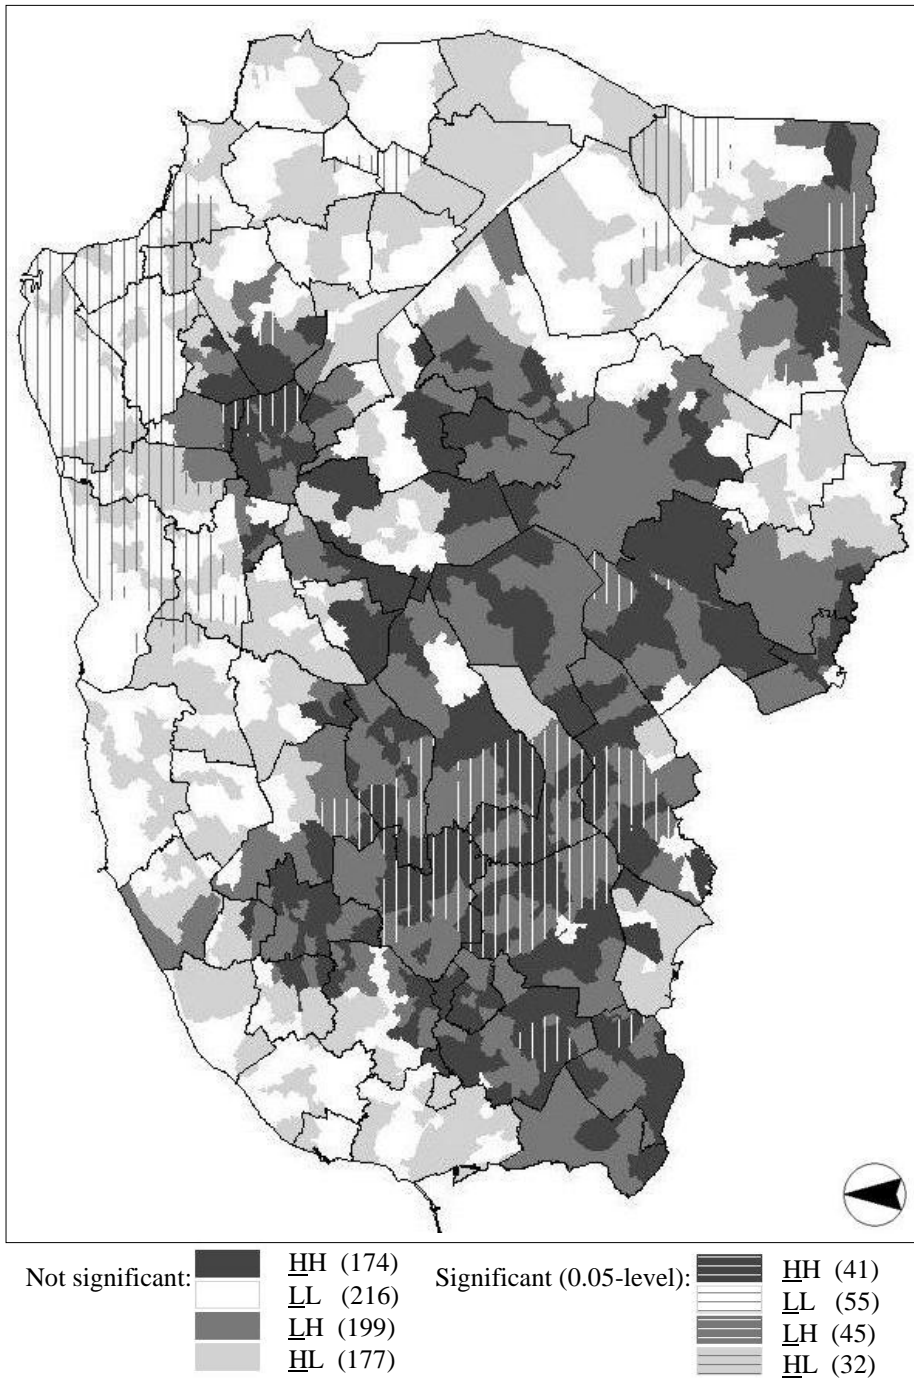 Not significant:
HH (174)
LL (216)
LH (199)
HL (177)
Significant (0.05-level):
HH (41)
LL (55)
LH (45)
HL (32)